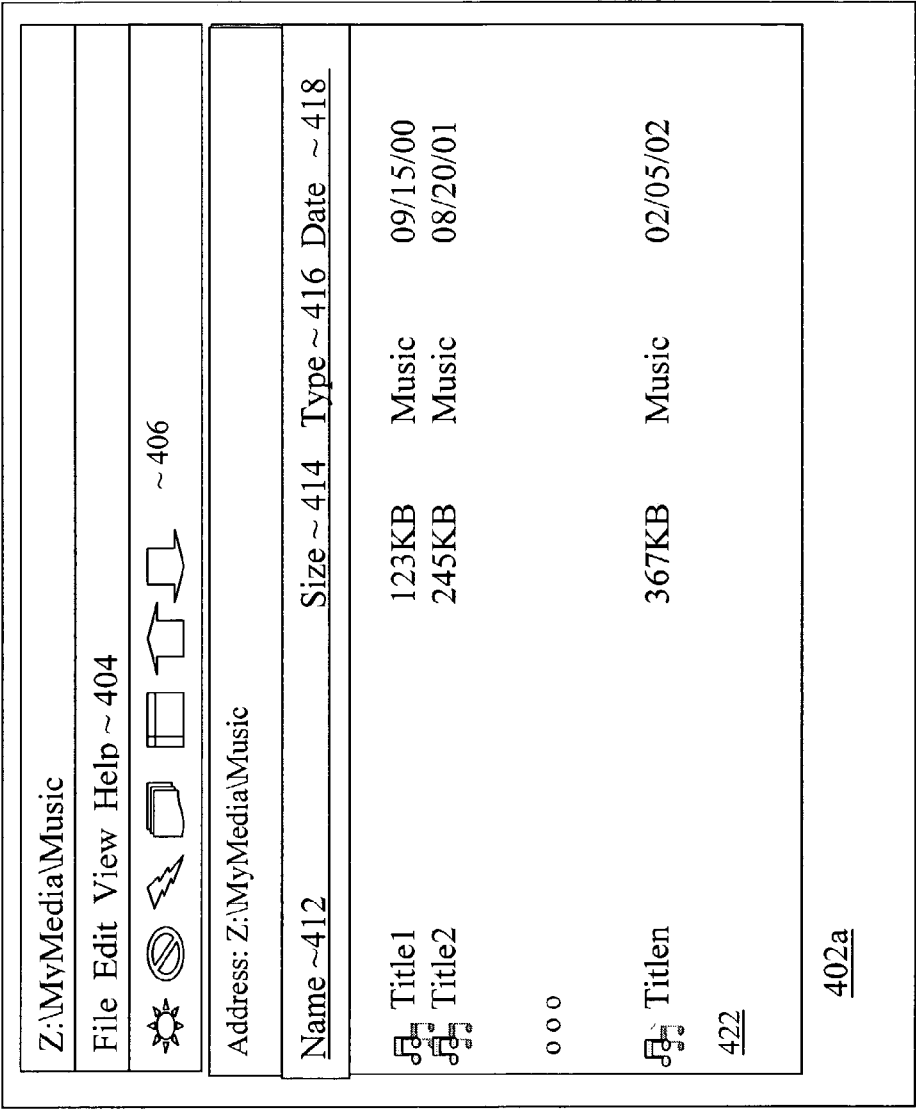 Z:\MyMedia\Music
File Edit View Help ~ 404
~ 406
Address: Z:\MyMedia\Music
Name ~412 Size ~ 414 Type ~ 416 Date ~ 418
Title1 123KB Music 09/15/00
Title2 245KB Music 08/20/01
o o o
Titlen 367KB Music 02/05/02
422
402a